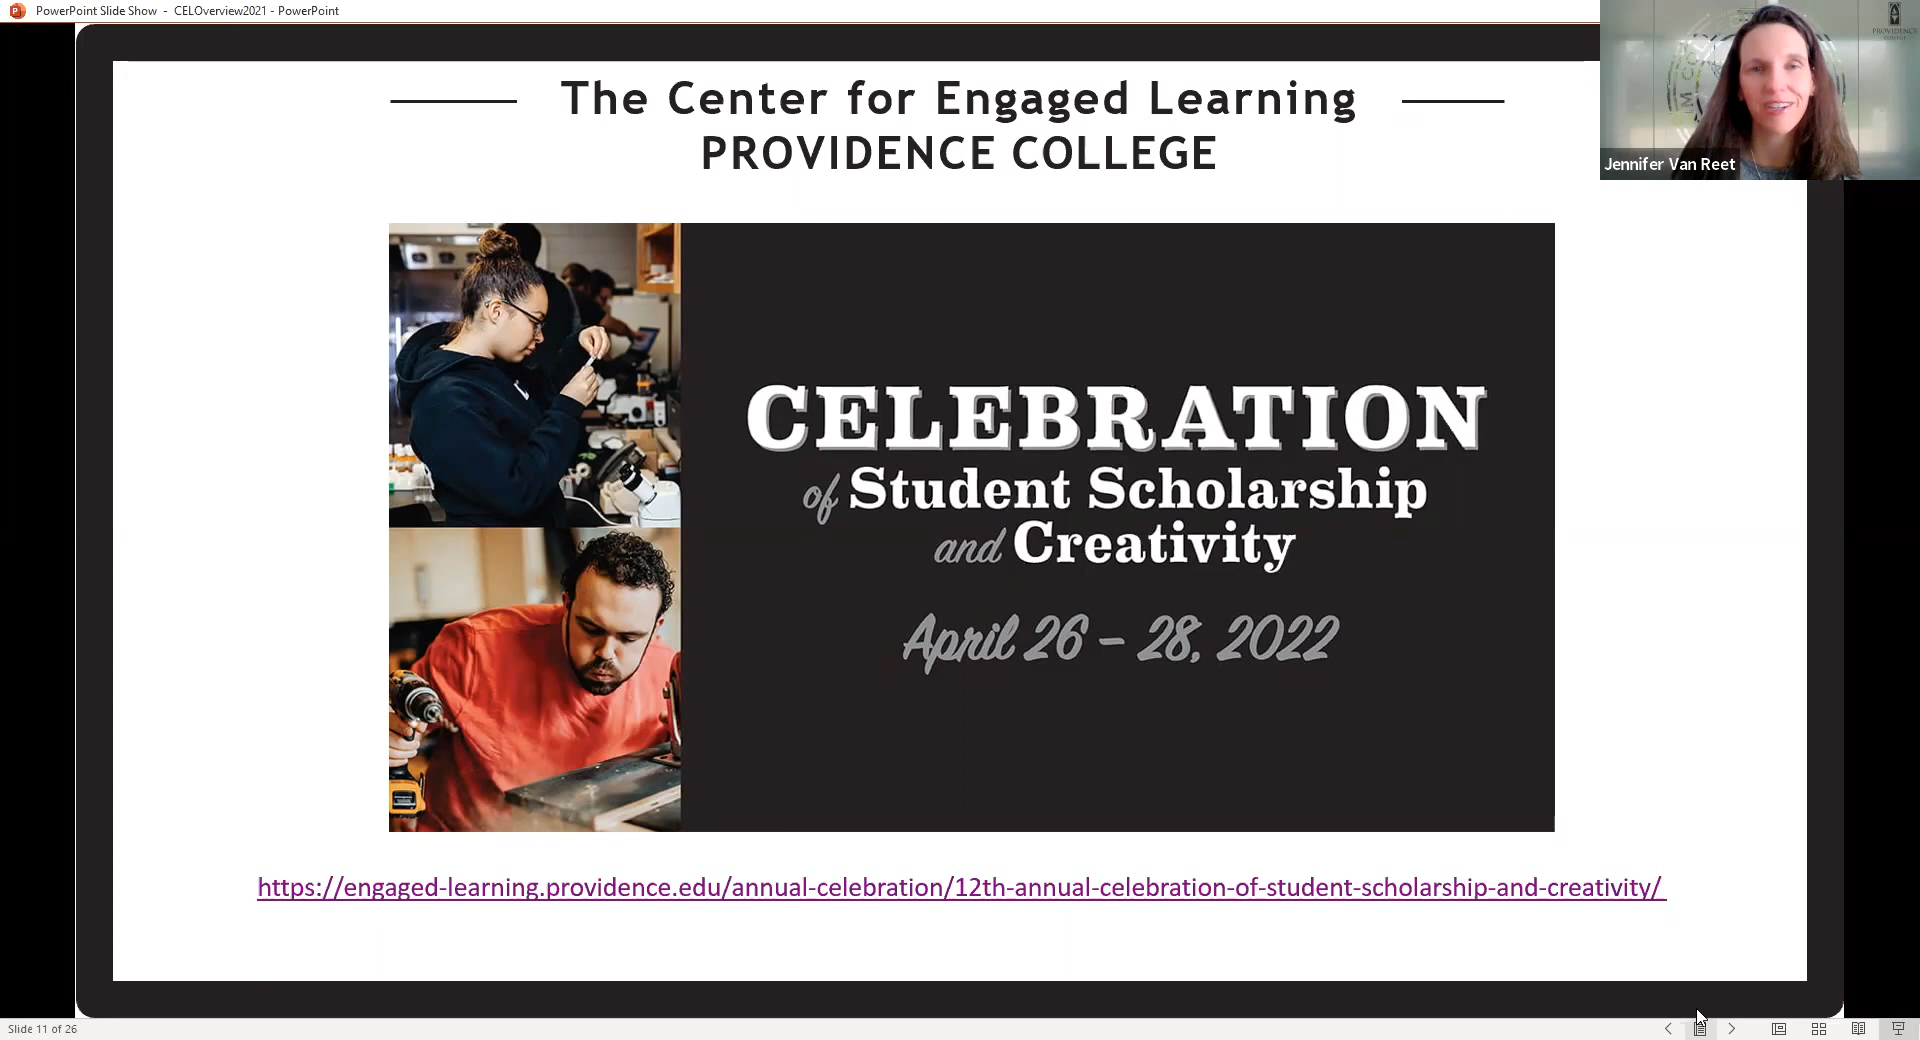 PowerPoint Slide Show - CELOverview2021 - PowerPoint
PROVIDENCE
COLLEGE
Jennifer Van Reet
The Center for Engaged Learning
PROVIDENCE COLLEGE
CELEBRATION
of Student Scholarship
and Creativity
April 26 – 28, 2022
https://engaged-learning.providence.edu/annual-celebration/12th-annual-celebration-of-student-scholarship-and-creativity/
Slide 11 of 26